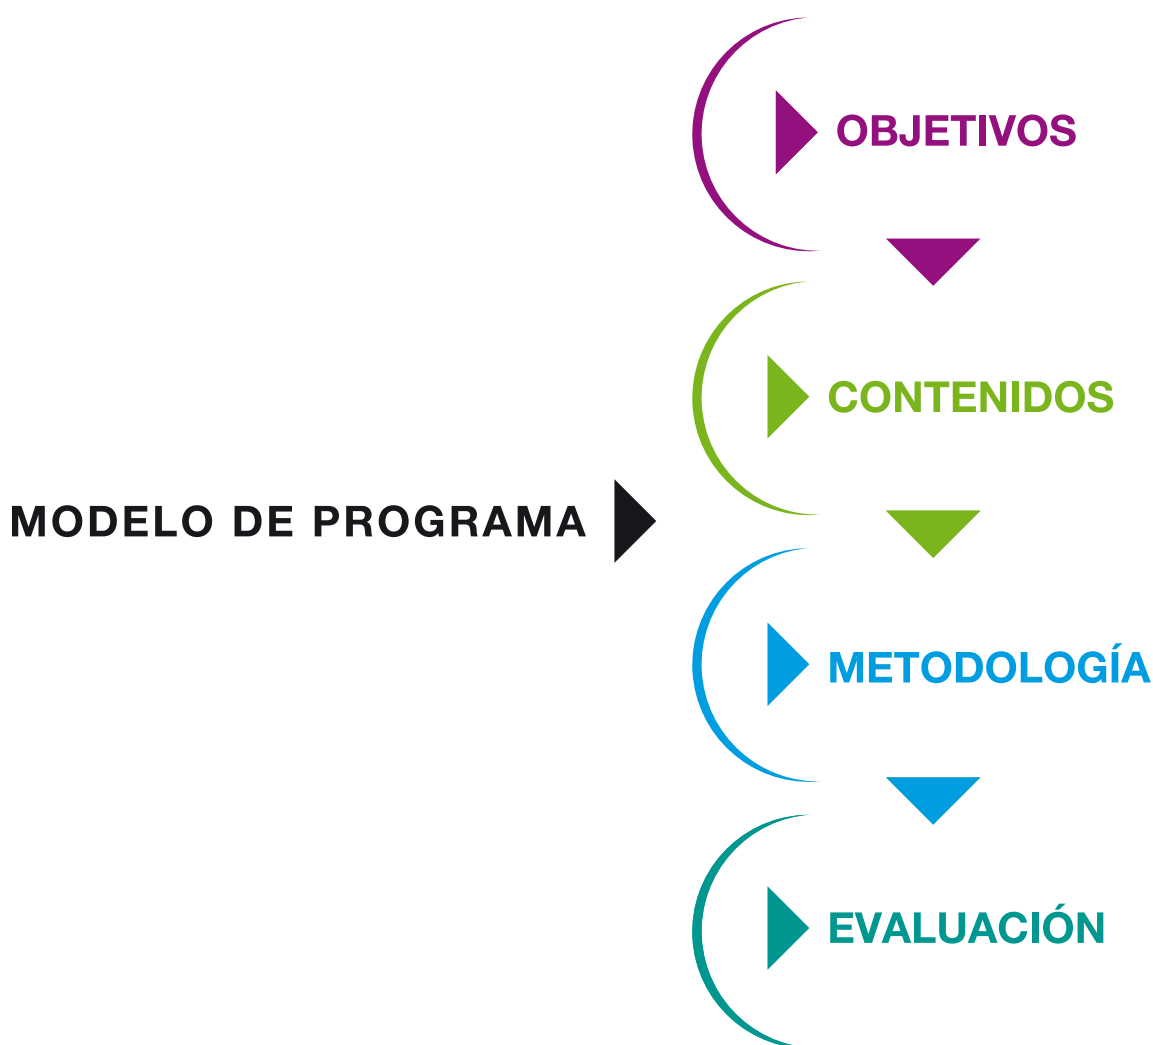 OBJETIVOS
CONTENIDOS
MODELO DE PROGRAMA
METODOLOGÍA
EVALUACIÓN